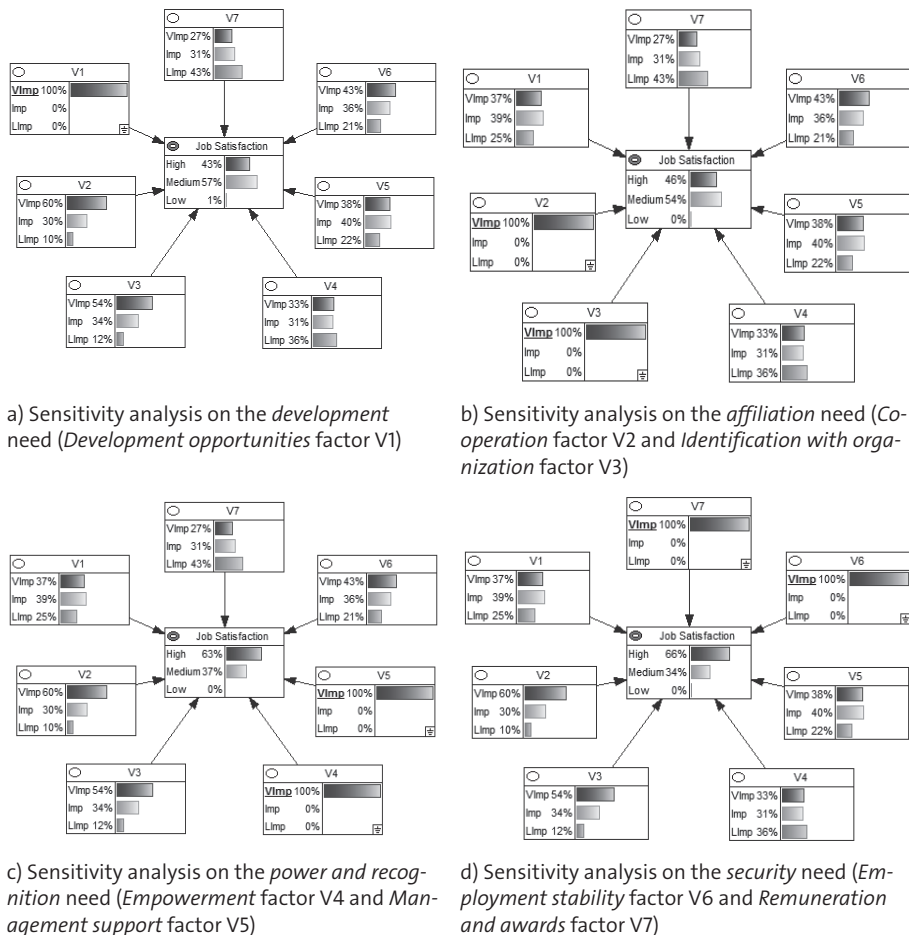 V7
VImp 27%
Imp 31%
LImp 43%
V1
VImp 100%
Imp 0%
LImp 0%
V6
VImp 43%
Imp 36%
LImp 21%
Job Satisfaction
High 43%
Medium 57%
Low 1%
V2
VImp 60%
Imp 30%
LImp 10%
V5
VImp 38%
Imp 40%
LImp 22%
V3
VImp 54%
Imp 34%
LImp 12%
V4
VImp 33%
Imp 31%
LImp 36%
a) Sensitivity analysis on the development
need (Development opportunities factor V1)
V7
VImp 27%
Imp 31%
LImp 43%
V1
VImp 37%
Imp 39%
LImp 25%
V6
VImp 43%
Imp 36%
LImp 21%
Job Satisfaction
High 46%
Medium 54%
Low 0%
V2
VImp 100%
Imp 0%
LImp 0%
V5
VImp 38%
Imp 40%
LImp 22%
V3
VImp 100%
Imp 0%
LImp 0%
V4
VImp 33%
Imp 31%
LImp 36%
b) Sensitivity analysis on the affiliation need (Co-
operation factor V2 and Identification with orga-
nization factor V3)
V7
VImp 27%
Imp 31%
LImp 43%
V1
VImp 37%
Imp 39%
LImp 25%
V6
VImp 43%
Imp 36%
LImp 21%
Job Satisfaction
High 63%
Medium 37%
Low 0%
V2
VImp 60%
Imp 30%
LImp 10%
V5
VImp 100%
Imp 0%
LImp 0%
V3
VImp 54%
Imp 34%
LImp 12%
V4
VImp 100%
Imp 0%
LImp 0%
c) Sensitivity analysis on the power and recog-
nition need (Empowerment factor V4 and Man-
agement support factor V5)
V7
VImp 100%
Imp 0%
LImp 0%
V1
VImp 37%
Imp 39%
LImp 25%
V6
VImp 100%
Imp 0%
LImp 0%
Job Satisfaction
High 66%
Medium 34%
Low 0%
V2
VImp 60%
Imp 30%
LImp 10%
V5
VImp 38%
Imp 40%
LImp 22%
V3
VImp 54%
Imp 34%
LImp 12%
V4
VImp 33%
Imp 31%
LImp 36%
d) Sensitivity analysis on the security need (Em-
ployment stability factor V6 and Remuneration
and awards factor V7)